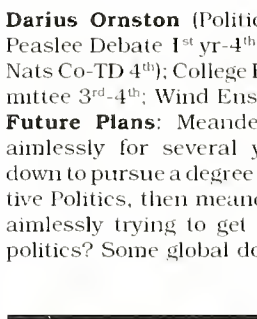 Darius Ornston (Politic
Peaslee Debate 1st yr-4th
Nats Co-TD 4th); College
mittee 3rd-4th; Wind Ens
Future Plans: Meande
aimlessly for several y
down to pursue a degree
tive Politics, then mean
aimlessly trying to get
politics? Some global do